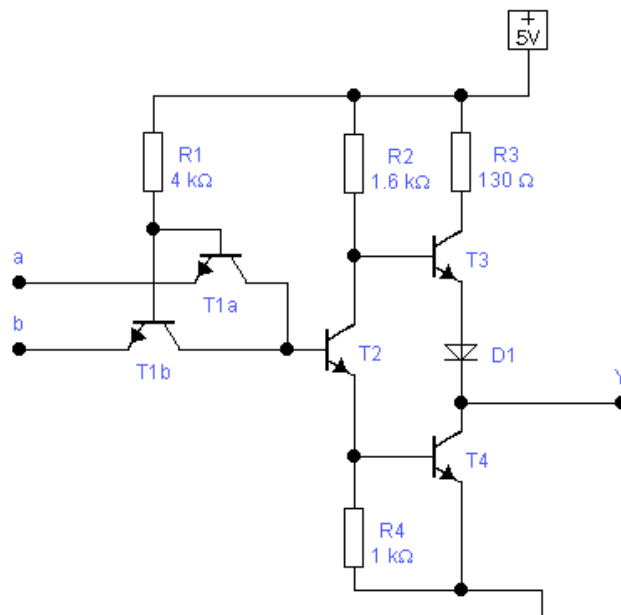 +
5V
R1
4 kΩ
R2
1.6 kΩ
R3
130 Ω
a
T1a
T3
b
T1b
T2
D1
Y
T4
R4
1 kΩ